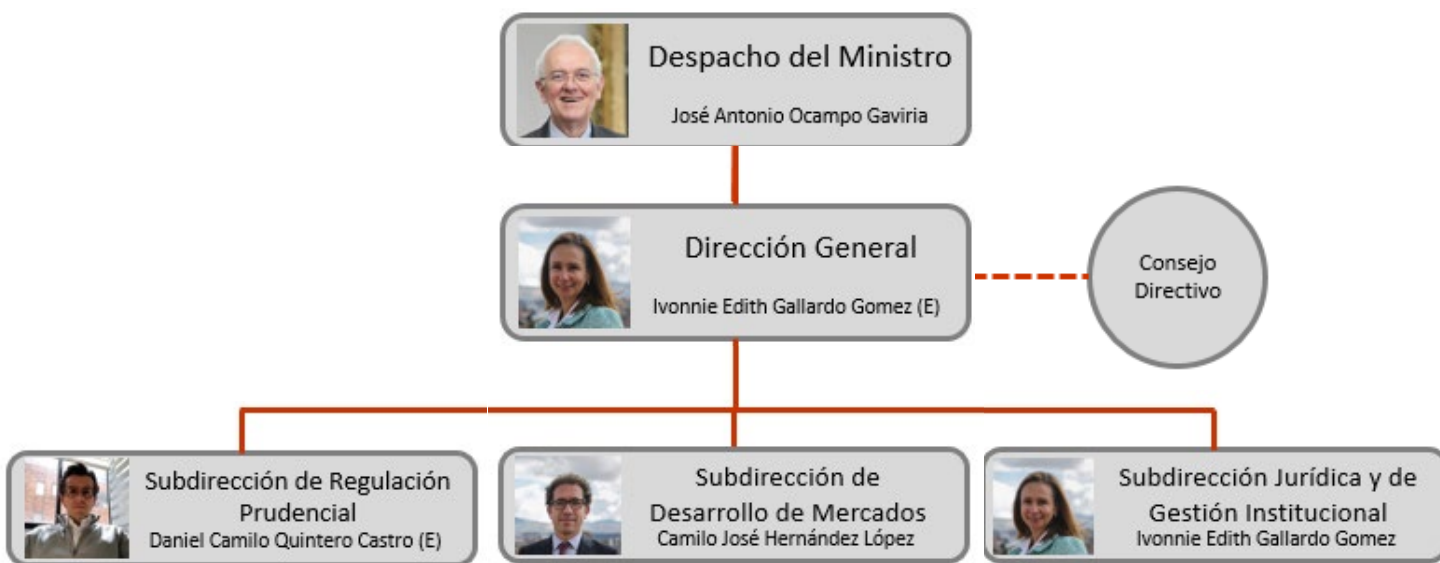 Despacho del Ministro
José Antonio Ocampo Gaviria
Dirección General
Ivonnie Edith Gallardo Gomez (E)
Consejo
Directivo
Subdirección de Regulación
Prudencial
Daniel Camilo Quintero Castro (E)
Subdirección de
Desarrollo de Mercados
Camilo José Hernández López
Subdirección Jurídica y de
Gestión Institucional
Ivonnie Edith Gallardo Gomez